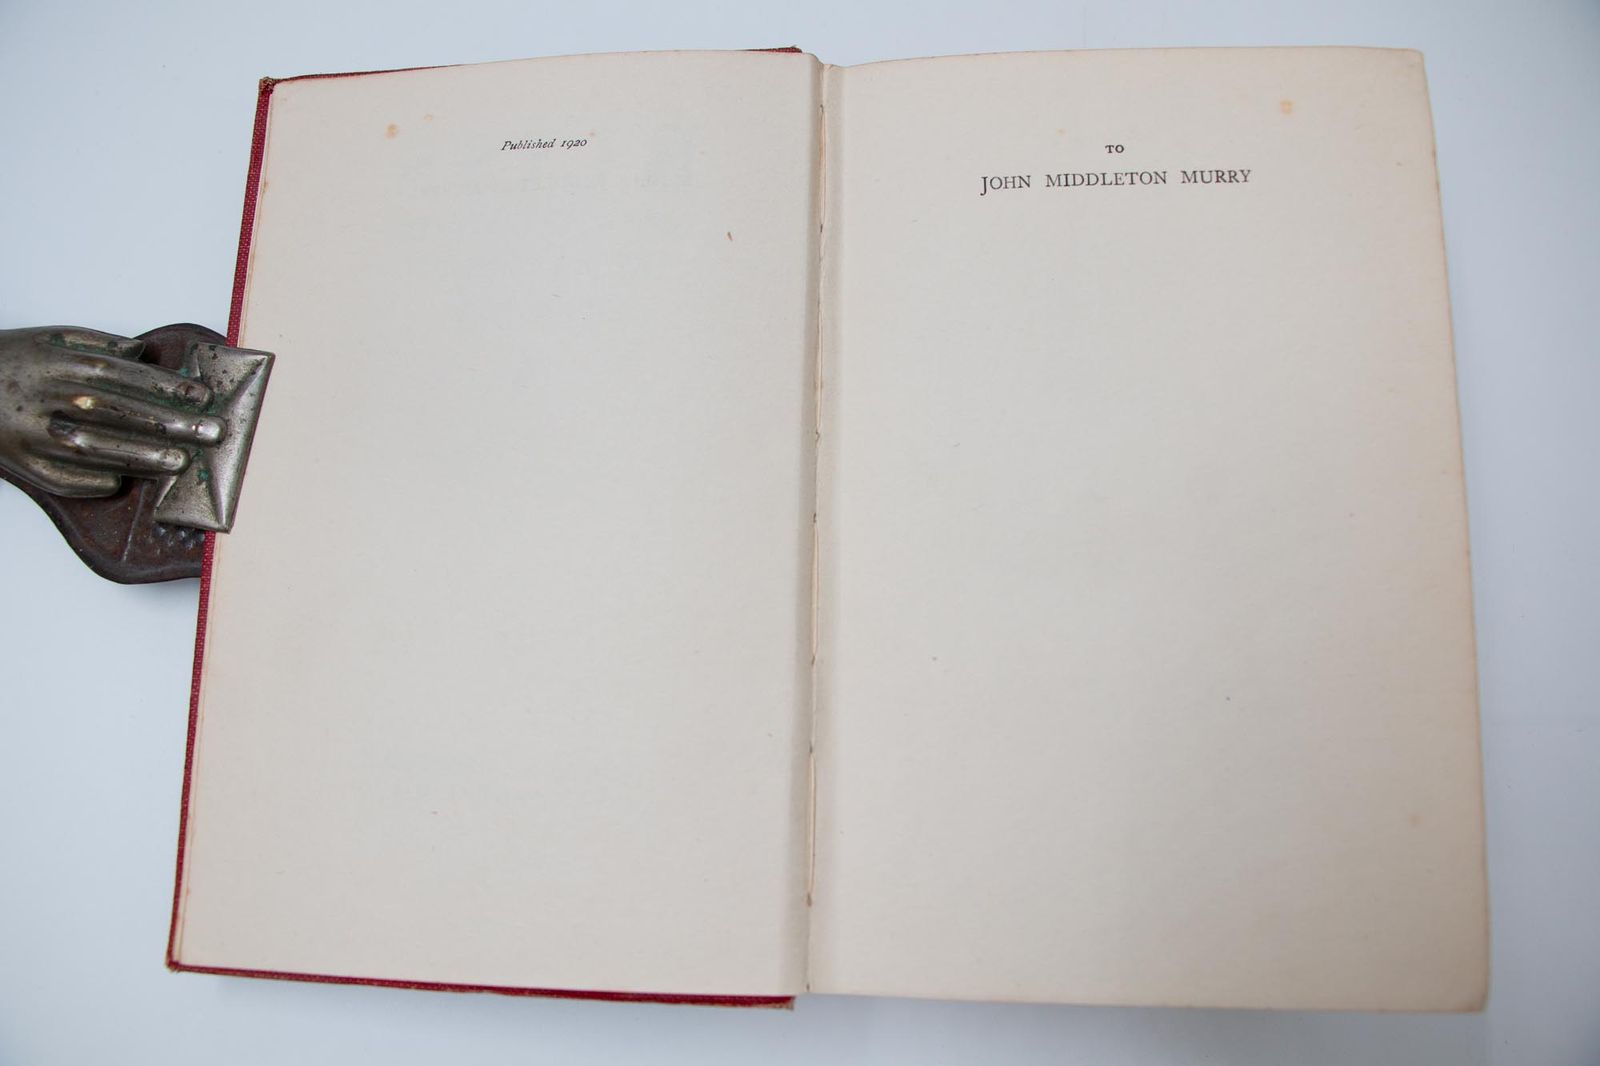 Published 1920
TO
JOHN MIDDLETON MURRY